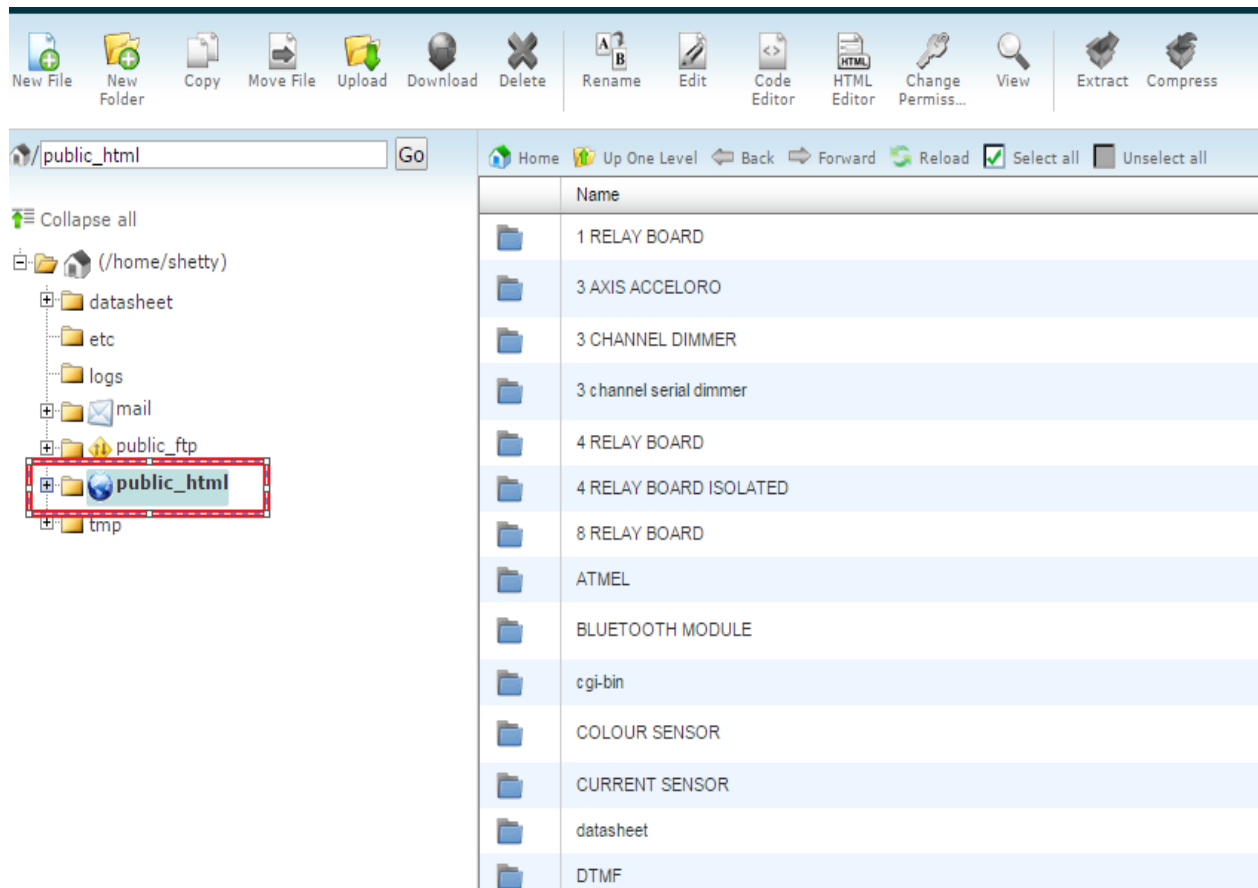 New File New Folder Copy Move File Upload Download Delete Rename Edit Code Editor HTML Editor Change Permiss... View Extract Compress
/ public_html Go
Home Up One Level Back Forward Reload Select all Unselect all
Collapse all
(/home/shetty)
datasheet
etc
logs
mail
public_ftp
public_html
tmp
Name
1 RELAY BOARD
3 AXIS ACCELORO
3 CHANNEL DIMMER
3 channel serial dimmer
4 RELAY BOARD
4 RELAY BOARD ISOLATED
8 RELAY BOARD
ATMEL
BLUETOOTH MODULE
cgi-bin
COLOUR SENSOR
CURRENT SENSOR
datasheet
DTMF